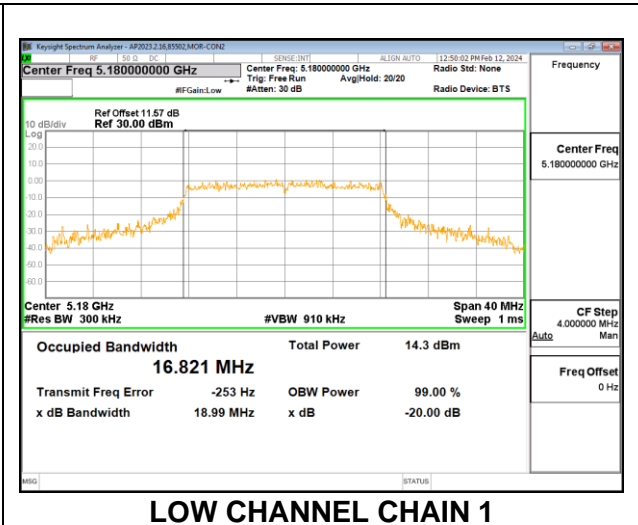 Keysight Spectrum Analyzer - AP2023.2.16,85502,MOR-CON2
RF 50 Ω DC SENSE:INT ALIGN AUTO 12:50:02 PM Feb 12, 2024
Center Freq 5.180000000 GHz
Center Freq: 5.180000000 GHz
Radio Std: None
Trig: Free Run Avg|Hold: 20/20
#IFGain:Low #Atten: 30 dB Radio Device: BTS
Frequency
Ref Offset 11.57 dB
10 dB/div Ref 30.00 dBm
Log
20.0
10.0
0.00
-10.0
-20.0
-30.0
-40.0
-50.0
-60.0
Center Freq
5.180000000 GHz
Center 5.18 GHz Span 40 MHz
#Res BW 300 kHz #VBW 910 kHz Sweep 1 ms
CF Step
4.000000 MHz
Auto Man
Occupied Bandwidth Total Power 14.3 dBm
16.821 MHz
Freq Offset
0 Hz
Transmit Freq Error -253 Hz OBW Power 99.00 %
x dB Bandwidth 18.99 MHz x dB -20.00 dB
MSG STATUS
LOW CHANNEL CHAIN 1